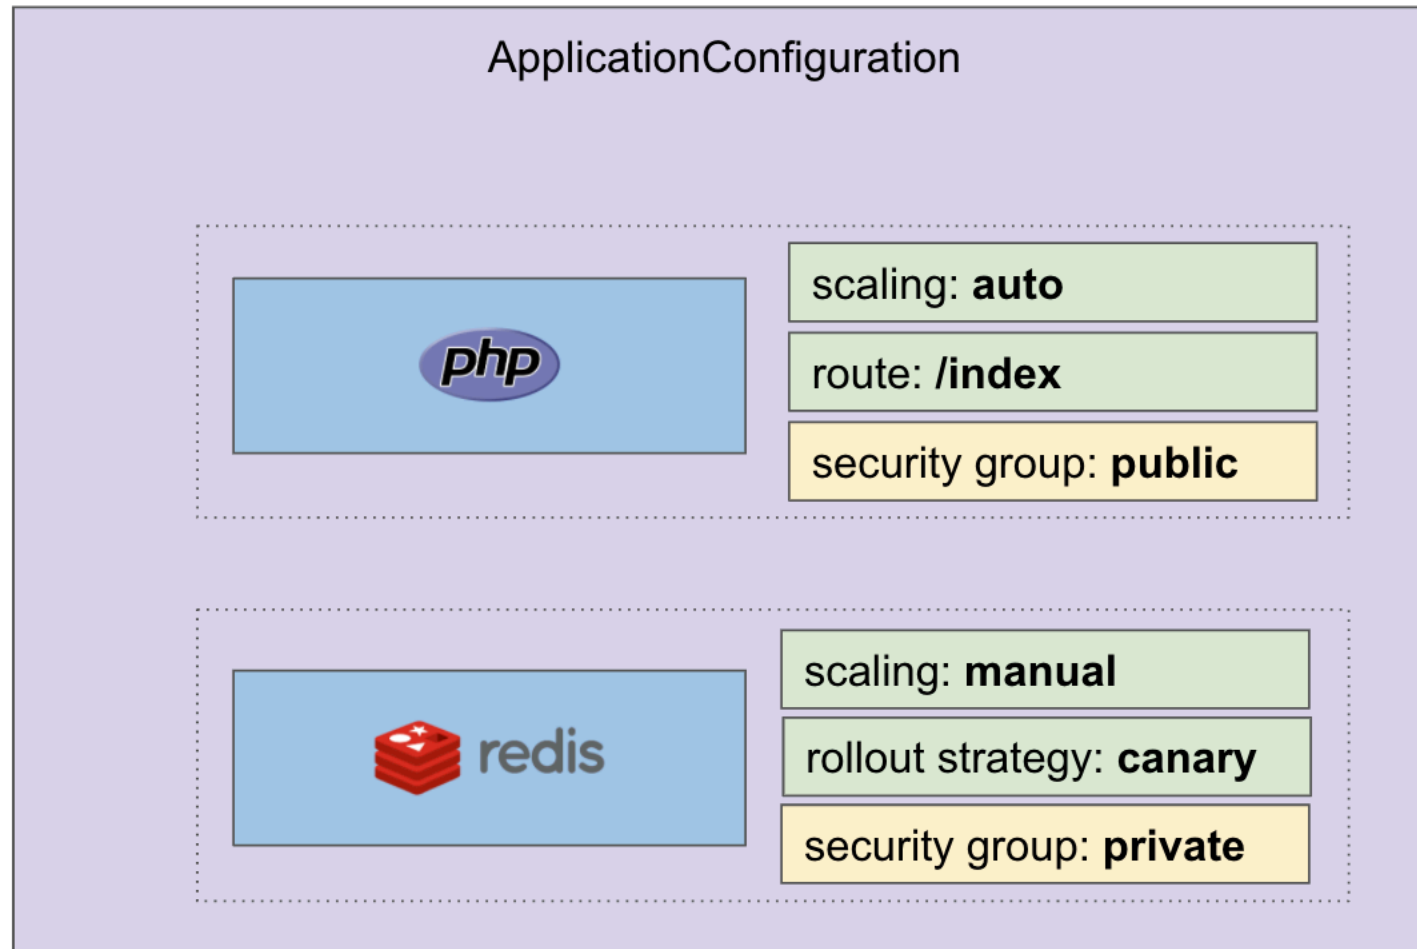 ApplicationConfiguration
php
scaling: auto
route: /index
security group: public
redis
scaling: manual
rollout strategy: canary
security group: private